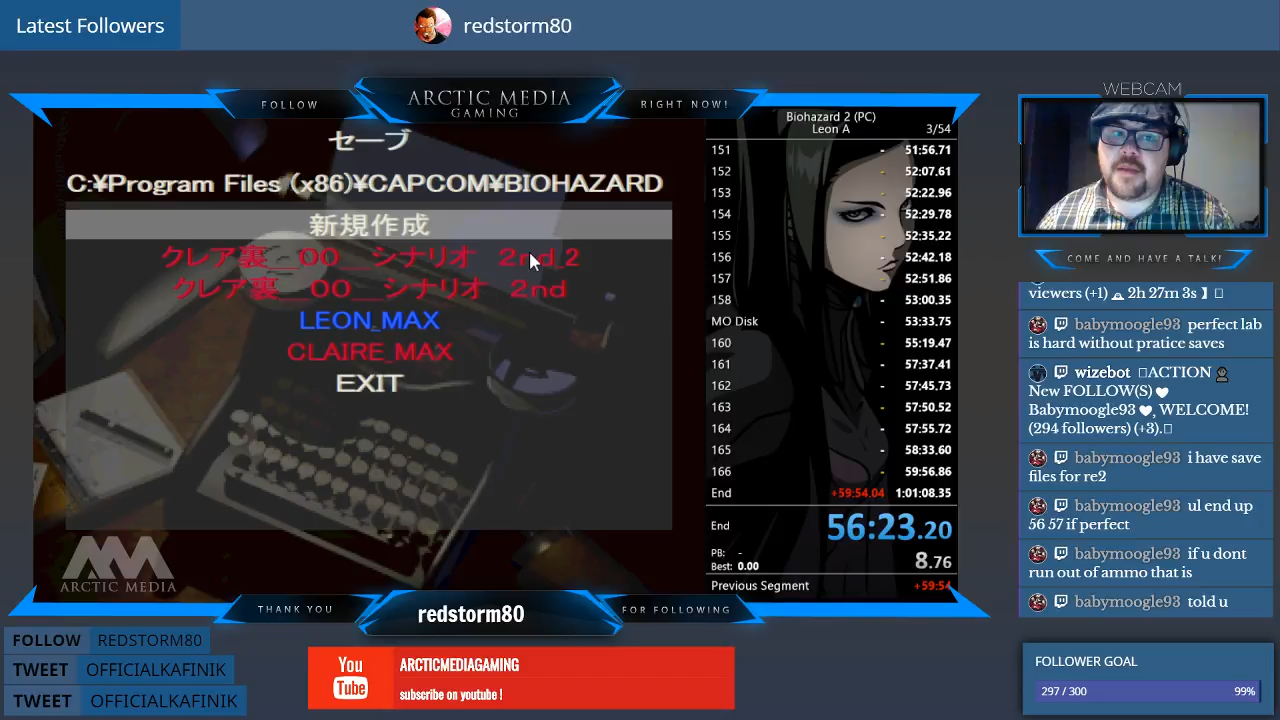 Latest Followers
redstorm80
FOLLOW
ARCTIC MEDIA
GAMING
RIGHT NOW!
セーブ
C:¥Program Files (x86)¥CAPCOM¥BIOHAZARD
新規作成
クレア裏__00__シナリオ 2nd_2
クレア裏__00__シナリオ 2nd
LEON_MAX
CLAIRE_MAX
EXIT
ARCTIC MEDIA
Biohazard 2 (PC)
Leon A 3/54
151 - 51:56.71
152 - 52:07.61
153 - 52:22.96
154 - 52:29.78
155 - 52:35.22
156 - 52:42.18
157 - 52:51.86
158 - 53:00.35
MO Disk - 53:33.75
160 - 55:19.47
161 - 57:37.41
162 - 57:45.73
163 - 57:50.52
164 - 57:55.72
165 - 58:33.60
166 - 59:56.86
End +59:54.04 1:01:08.35
End 56:23.20
PB: -
Best: 0.00 8.76
Previous Segment +59:54
WEBCAM
COME AND HAVE A TALK!
viewers (+1) 2h 27m 3s 】
babymoogle93 perfect lab
is hard without pratice saves
wizebot ACTION
New FOLLOW(S)
Babymoogle93 , WELCOME!
(294 followers) (+3).
babymoogle93 i have save
files for re2
babymoogle93 ul end up
56 57 if perfect
babymoogle93 if u dont
run out of ammo that is
babymoogle93 told u
FOLLOWER GOAL
297 / 300 99%
THANK YOU
redstorm80
FOR FOLLOWING
FOLLOW REDSTORM80
TWEET OFFICIALKAFINIK
TWEET OFFICIALKAFINIK
You
Tube
ARCTICMEDIAGAMING
subscribe on youtube !